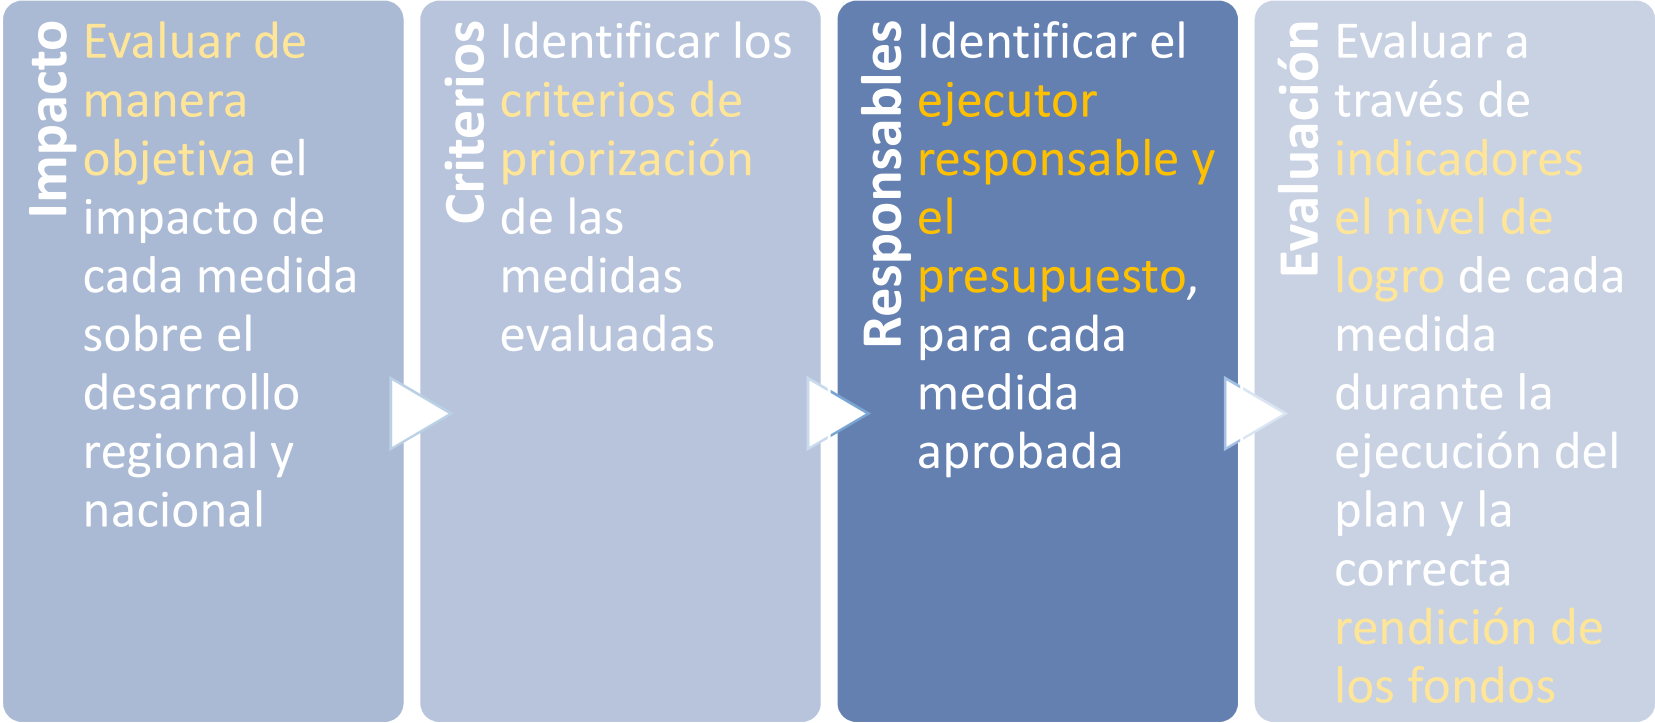 Impacto
Evaluar de
manera
objetiva el
impacto de
cada medida
sobre el
desarrollo
regional y
nacional
Criterios
Identificar los
criterios de
priorización
de las
medidas
evaluadas
Responsables
Identificar el
ejecutor
responsable y
el
presupuesto,
para cada
medida
aprobada
Evaluación
Evaluar a
través de
indicadores
el nivel de
logro de cada
medida
durante la
ejecución del
plan y la
correcta
rendición de
los fondos